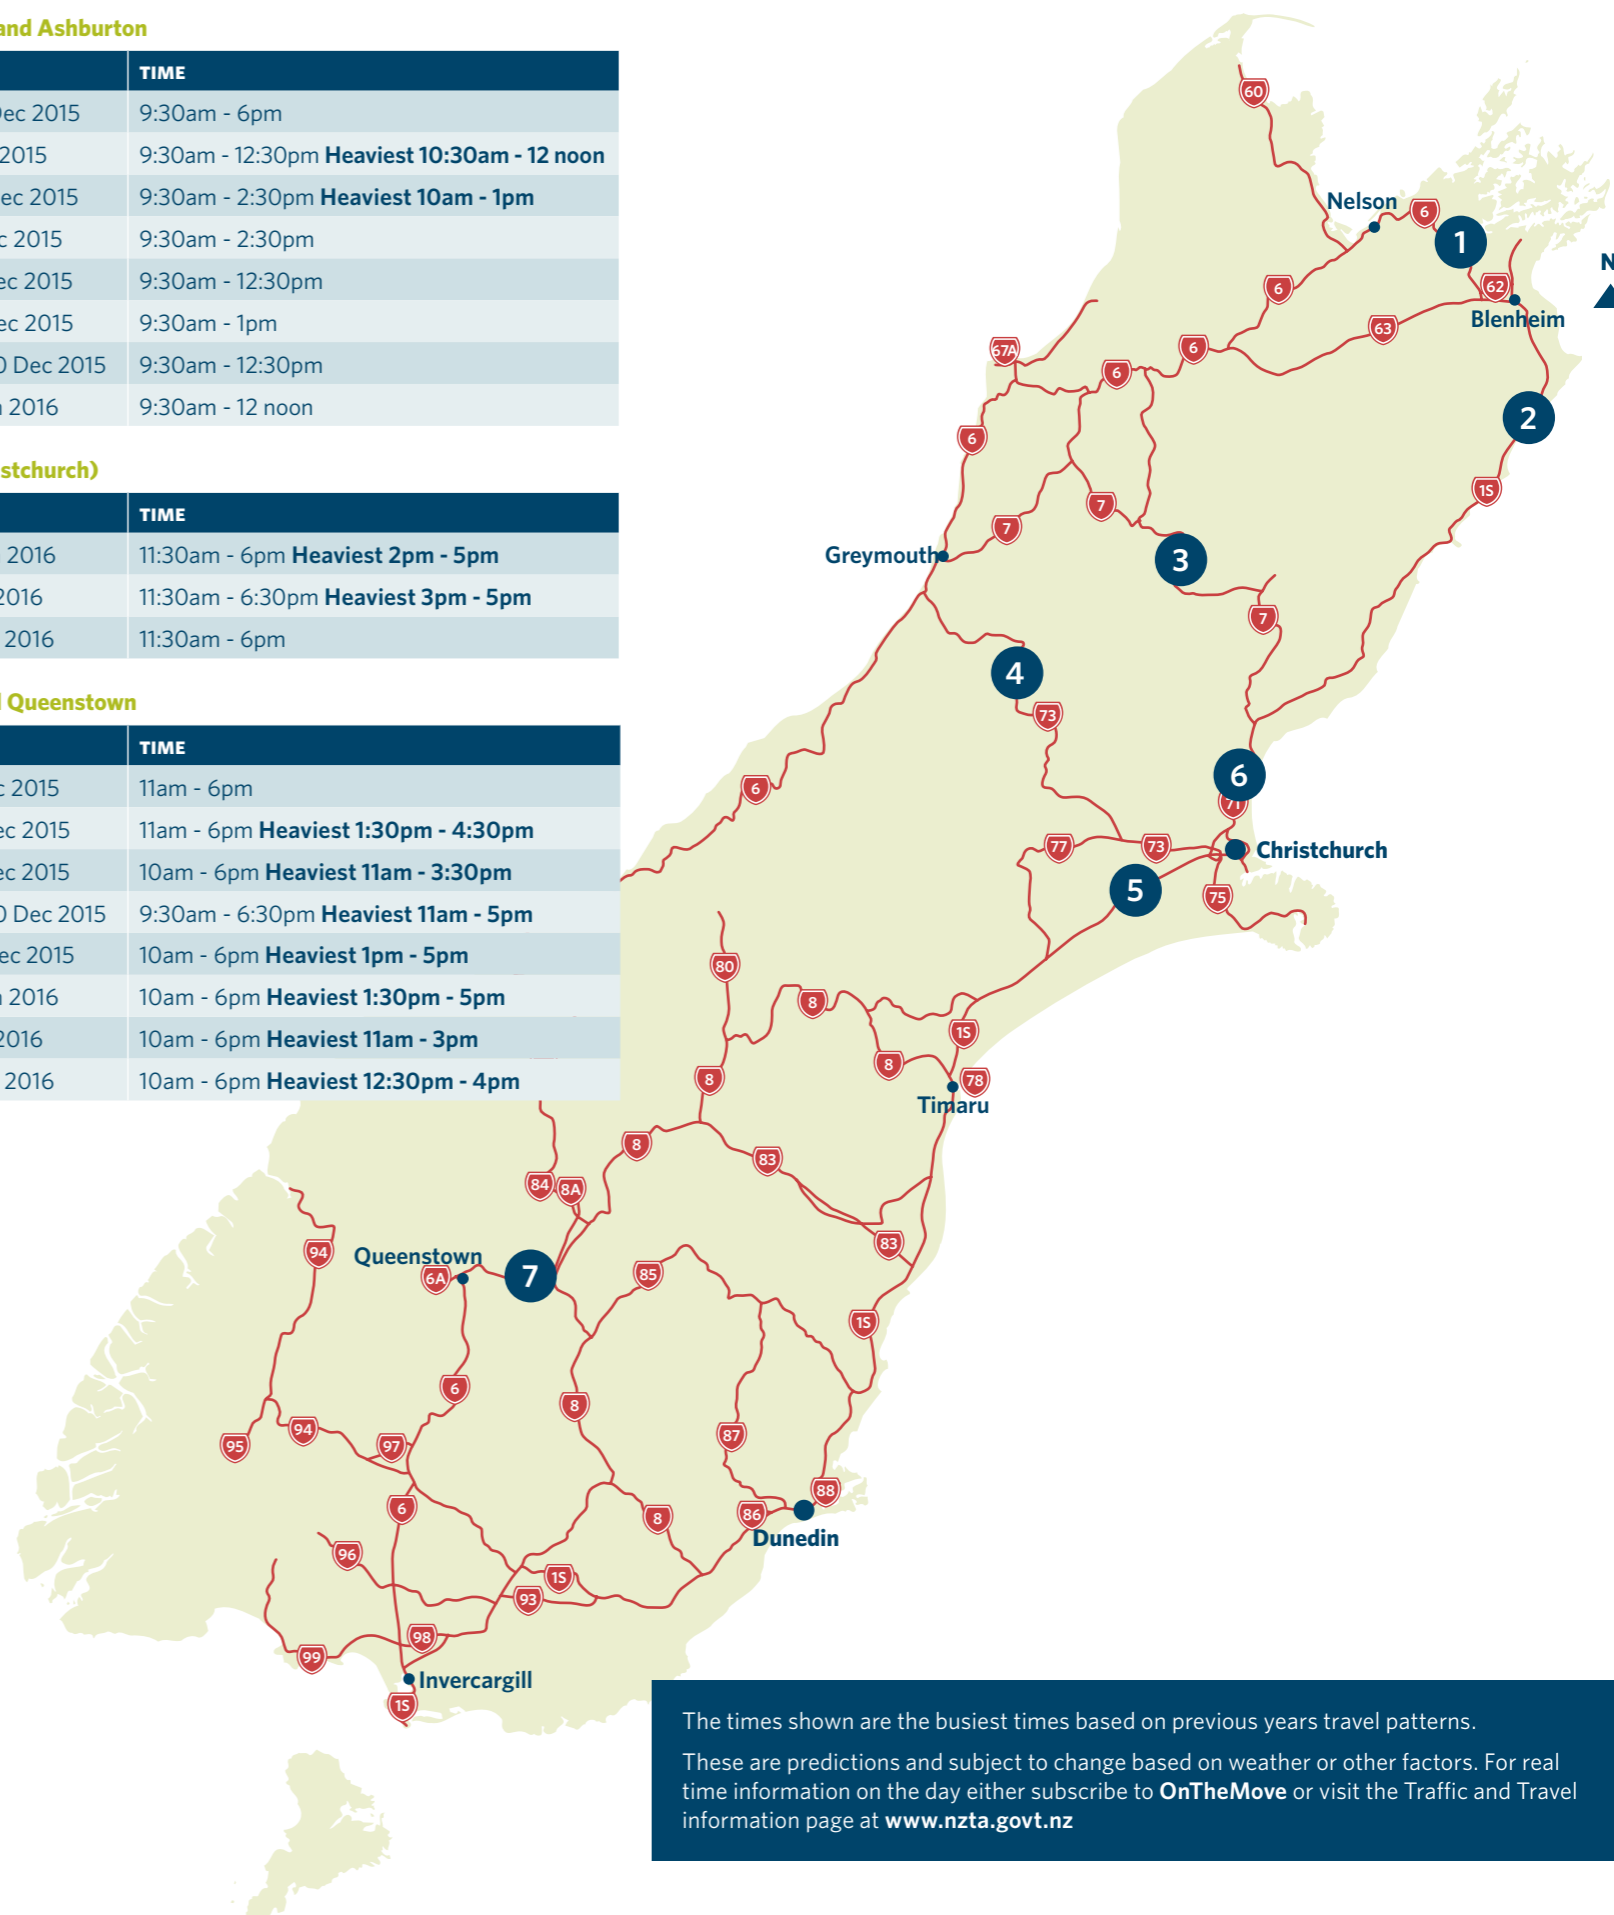 and Ashburton
TIME
Dec 2015 9:30am - 6pm
2015 9:30am - 12:30pm Heaviest 10:30am - 12 noon
ec 2015 9:30am - 2:30pm Heaviest 10am - 1pm
c 2015 9:30am - 2:30pm
ec 2015 9:30am - 12:30pm
ec 2015 9:30am - 1pm
0 Dec 2015 9:30am - 12:30pm
2016 9:30am - 12 noon
stchurch)
TIME
2016 11:30am - 6pm Heaviest 2pm - 5pm
2016 11:30am - 6:30pm Heaviest 3pm - 5pm
2016 11:30am - 6pm
Queenstown
TIME
c 2015 11am - 6pm
ec 2015 11am - 6pm Heaviest 1:30pm - 4:30pm
ec 2015 10am - 6pm Heaviest 11am - 3:30pm
0 Dec 2015 9:30am - 6:30pm Heaviest 11am - 5pm
ec 2015 10am - 6pm Heaviest 1pm - 5pm
2016 10am - 6pm Heaviest 1:30pm - 5pm
2016 10am - 6pm Heaviest 11am - 3pm
2016 10am - 6pm Heaviest 12:30pm - 4pm
60
Nelson
6
1
N
6
62
Blenheim
63
6
67A
6
2
6
1S
7
7
Greymouth
3
7
4
73
6
71
6
77
73
Christchurch
5
75
80
8
1S
8
8
78
Timaru
8
83
84
8A
83
94
Queenstown
6A
7
85
1S
6
8
94
97
95
87
88
6
8
86
Dunedin
96
1S
93
98
99
Invercargill
1S
The times shown are the busiest times based on previous years travel patterns.
These are predictions and subject to change based on weather or other factors. For real
time information on the day either subscribe to OnTheMove or visit the Traffic and Travel
information page at www.nzta.govt.nz